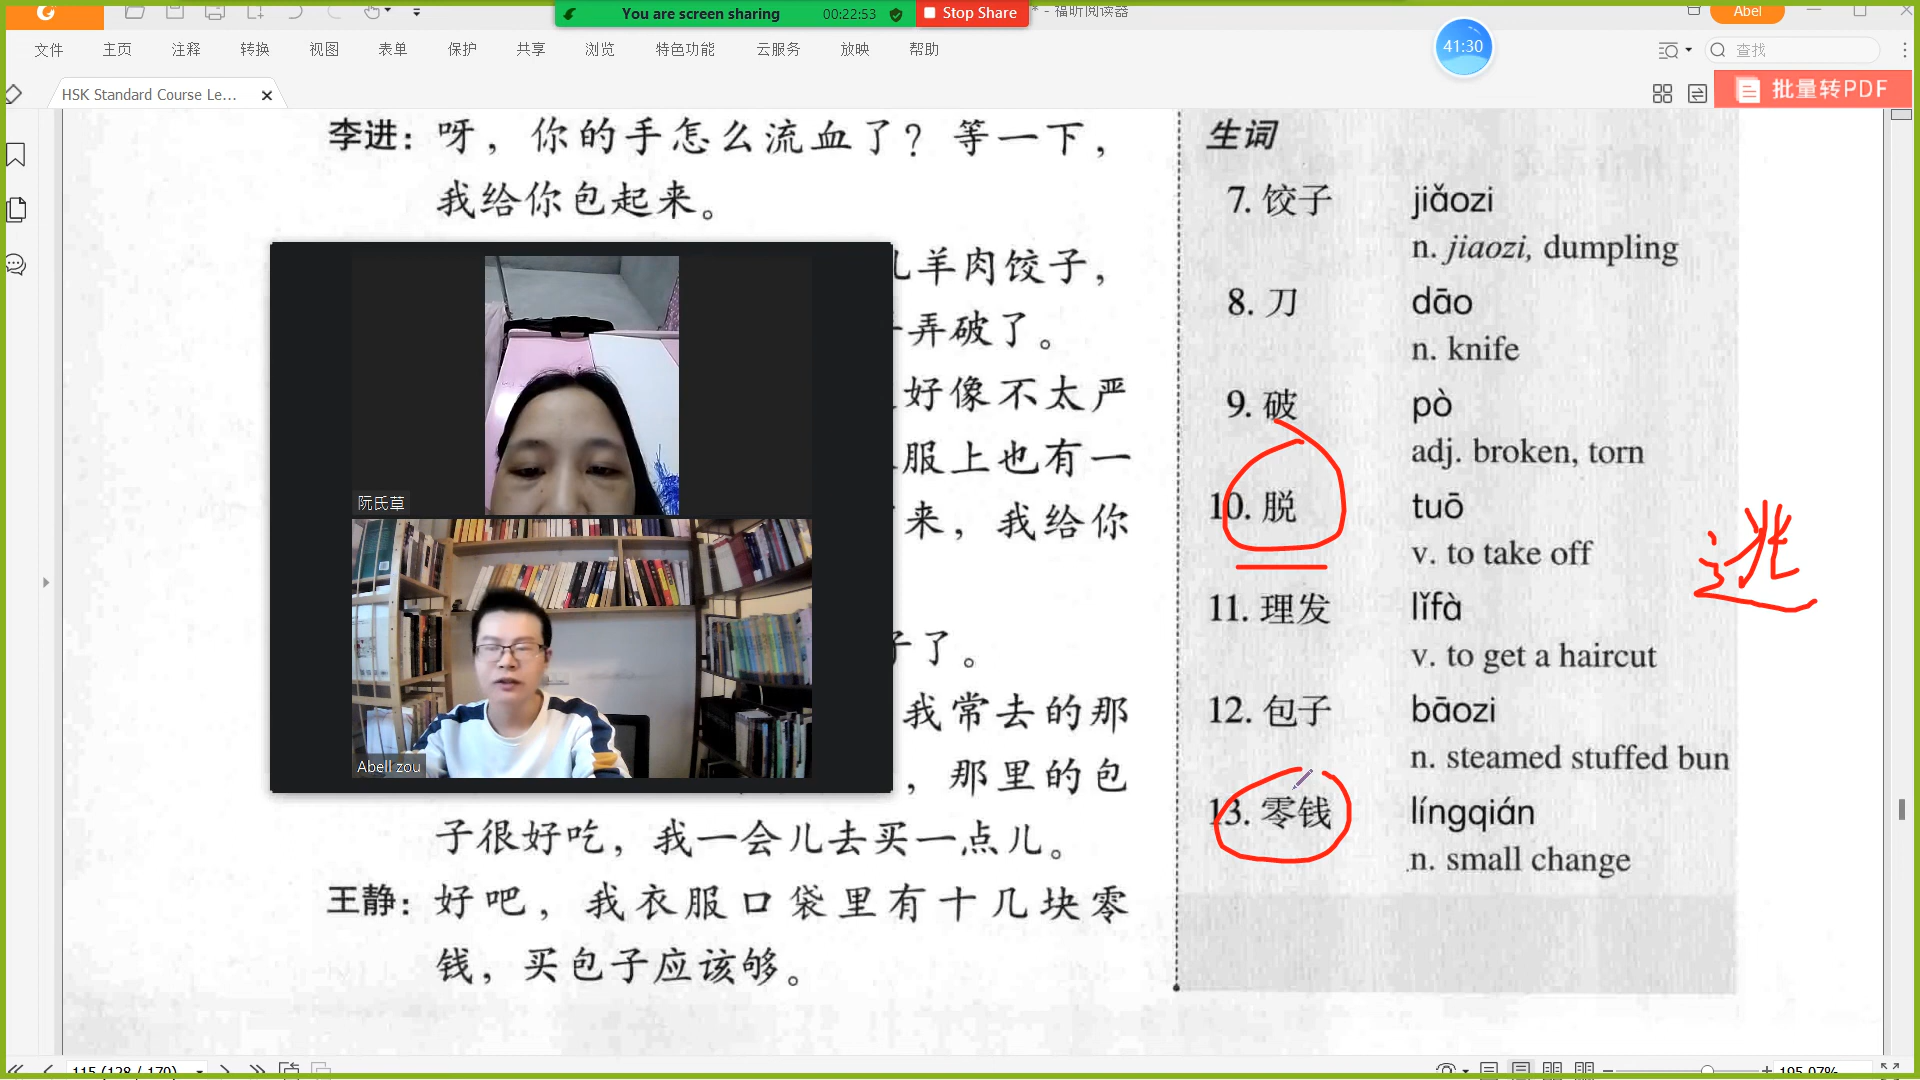 You are screen sharing 00:22:53 Stop Share
* - 福昕阅读器
Abel
文件 主页 注释 转换 视图 表单 保护 共享 浏览 特色功能 云服务 放映 帮助
41:30
查找
HSK Standard Course Le...
批量转PDF
李进：呀，你的手怎么流血了？等一下，
我给你包起来。
羊肉饺子，
弄破了。
好像不太严
服上也有一
来，我给你
子了。
我常去的那
，那里的包
子很好吃，我一会儿去买一点儿。
王静：好吧，我衣服口袋里有十几块零
钱，买包子应该够。
阮氏草
Abell zou
生词
7. 饺子 jiǎozi
n. jiaozi, dumpling
8. 刀 dāo
n. knife
9. 破 pò
adj. broken, torn
10. 脱 tuō
v. to take off
11. 理发 lǐfà
v. to get a haircut
12. 包子 bāozi
n. steamed stuffed bun
13. 零钱 língqián
n. small change
逃
115 (128 / 170)
195.07%